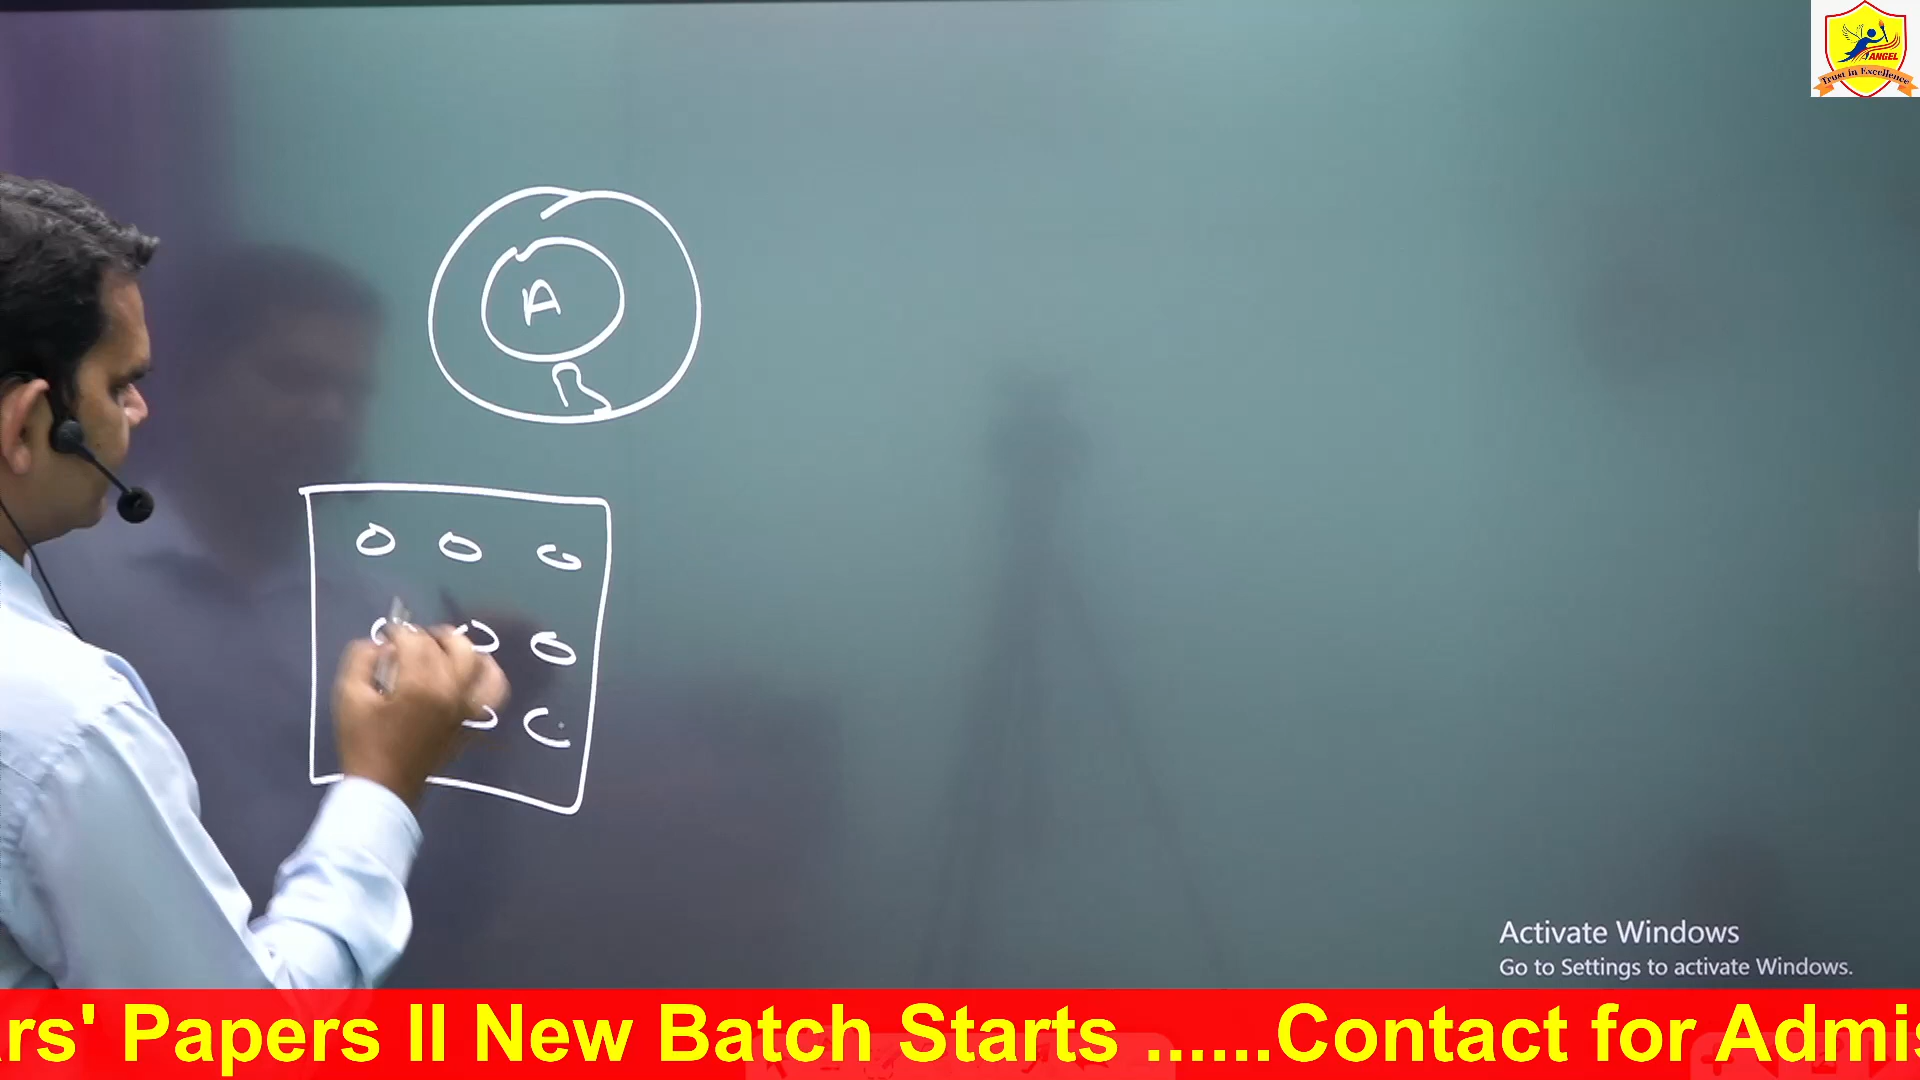 ANGEL
Trust in Excellence
A
B
Activate Windows
Go to Settings to activate Windows.
rs' Papers II New Batch Starts ......Contact for Admis